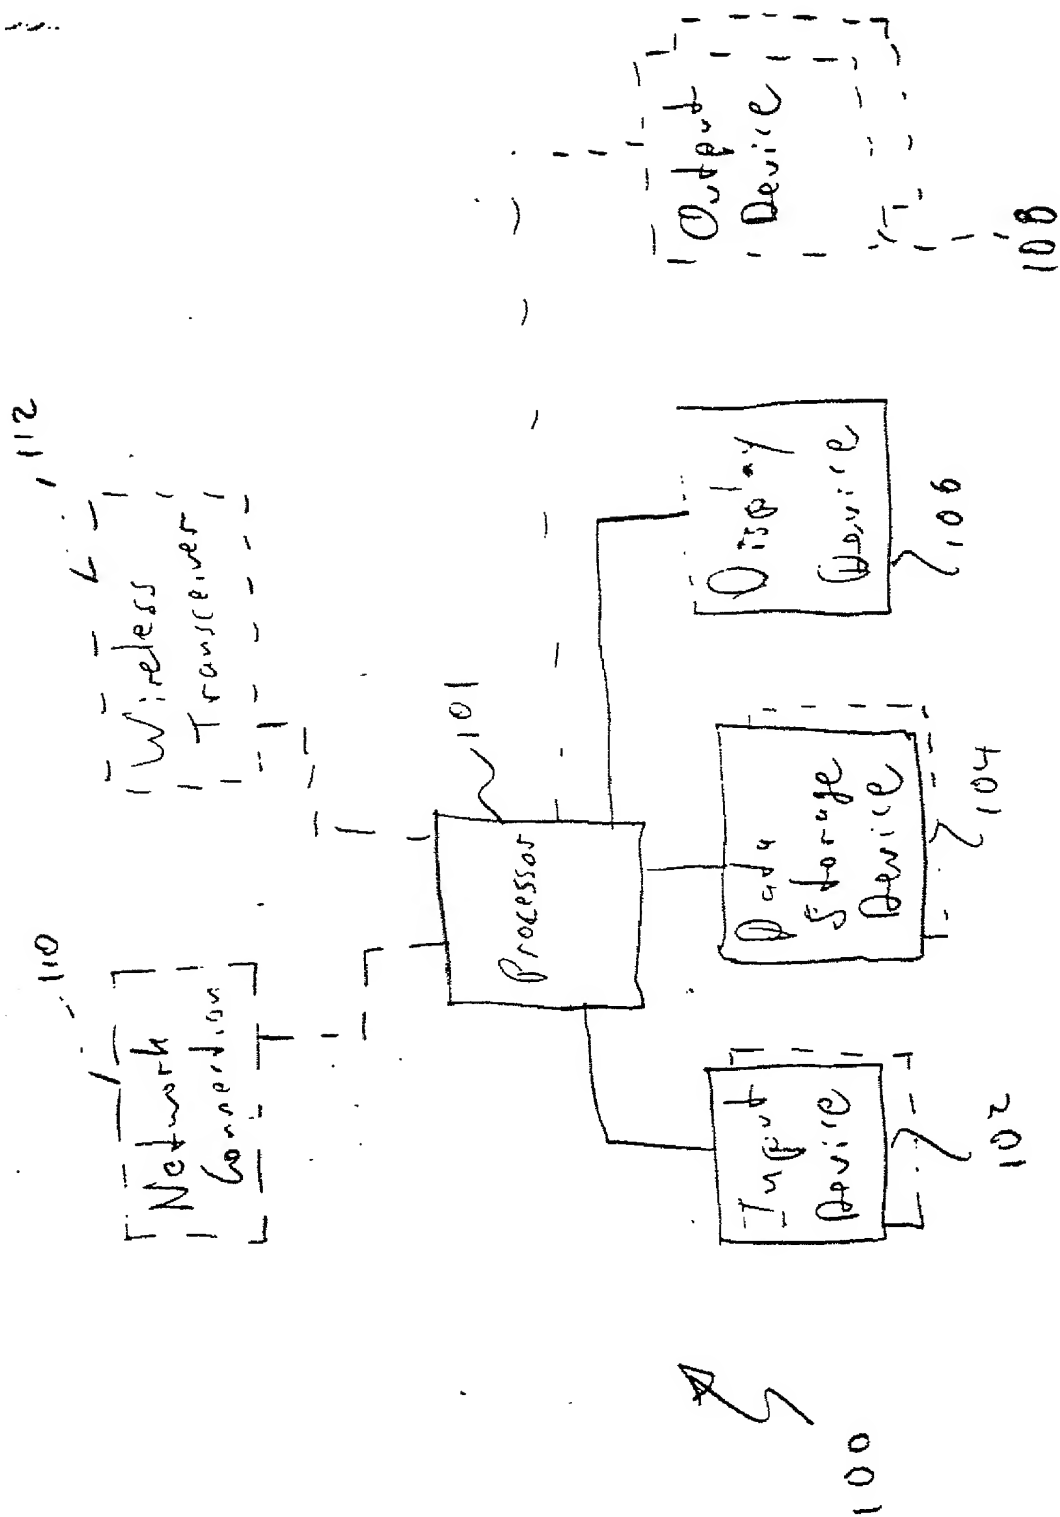 110
112
Network
Connection
Wireless
Transceiver
101
Processor
Input
Device
Data
Storage
Device
Display
Device
Output
Device
102
104
106
108
100